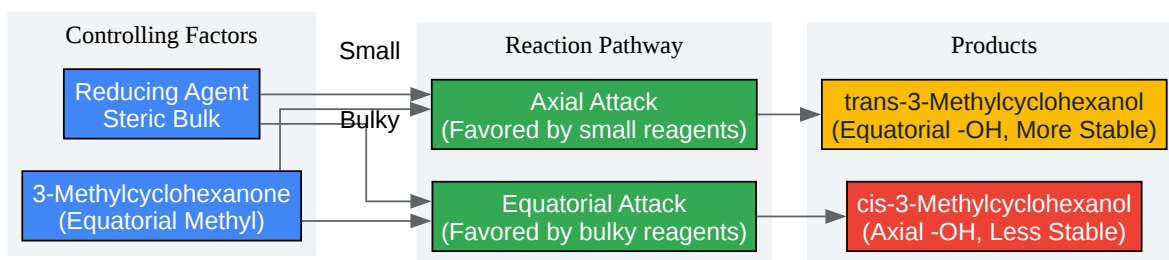 Controlling Factors
Reducing Agent
Steric Bulk
3-Methylcyclohexanone
(Equatorial Methyl)
Small
Bulky
Reaction Pathway
Axial Attack
(Favored by small reagents)
Equatorial Attack
(Favored by bulky reagents)
Products
trans-3-Methylcyclohexanol
(Equatorial -OH, More Stable)
cis-3-Methylcyclohexanol
(Axial -OH, Less Stable)